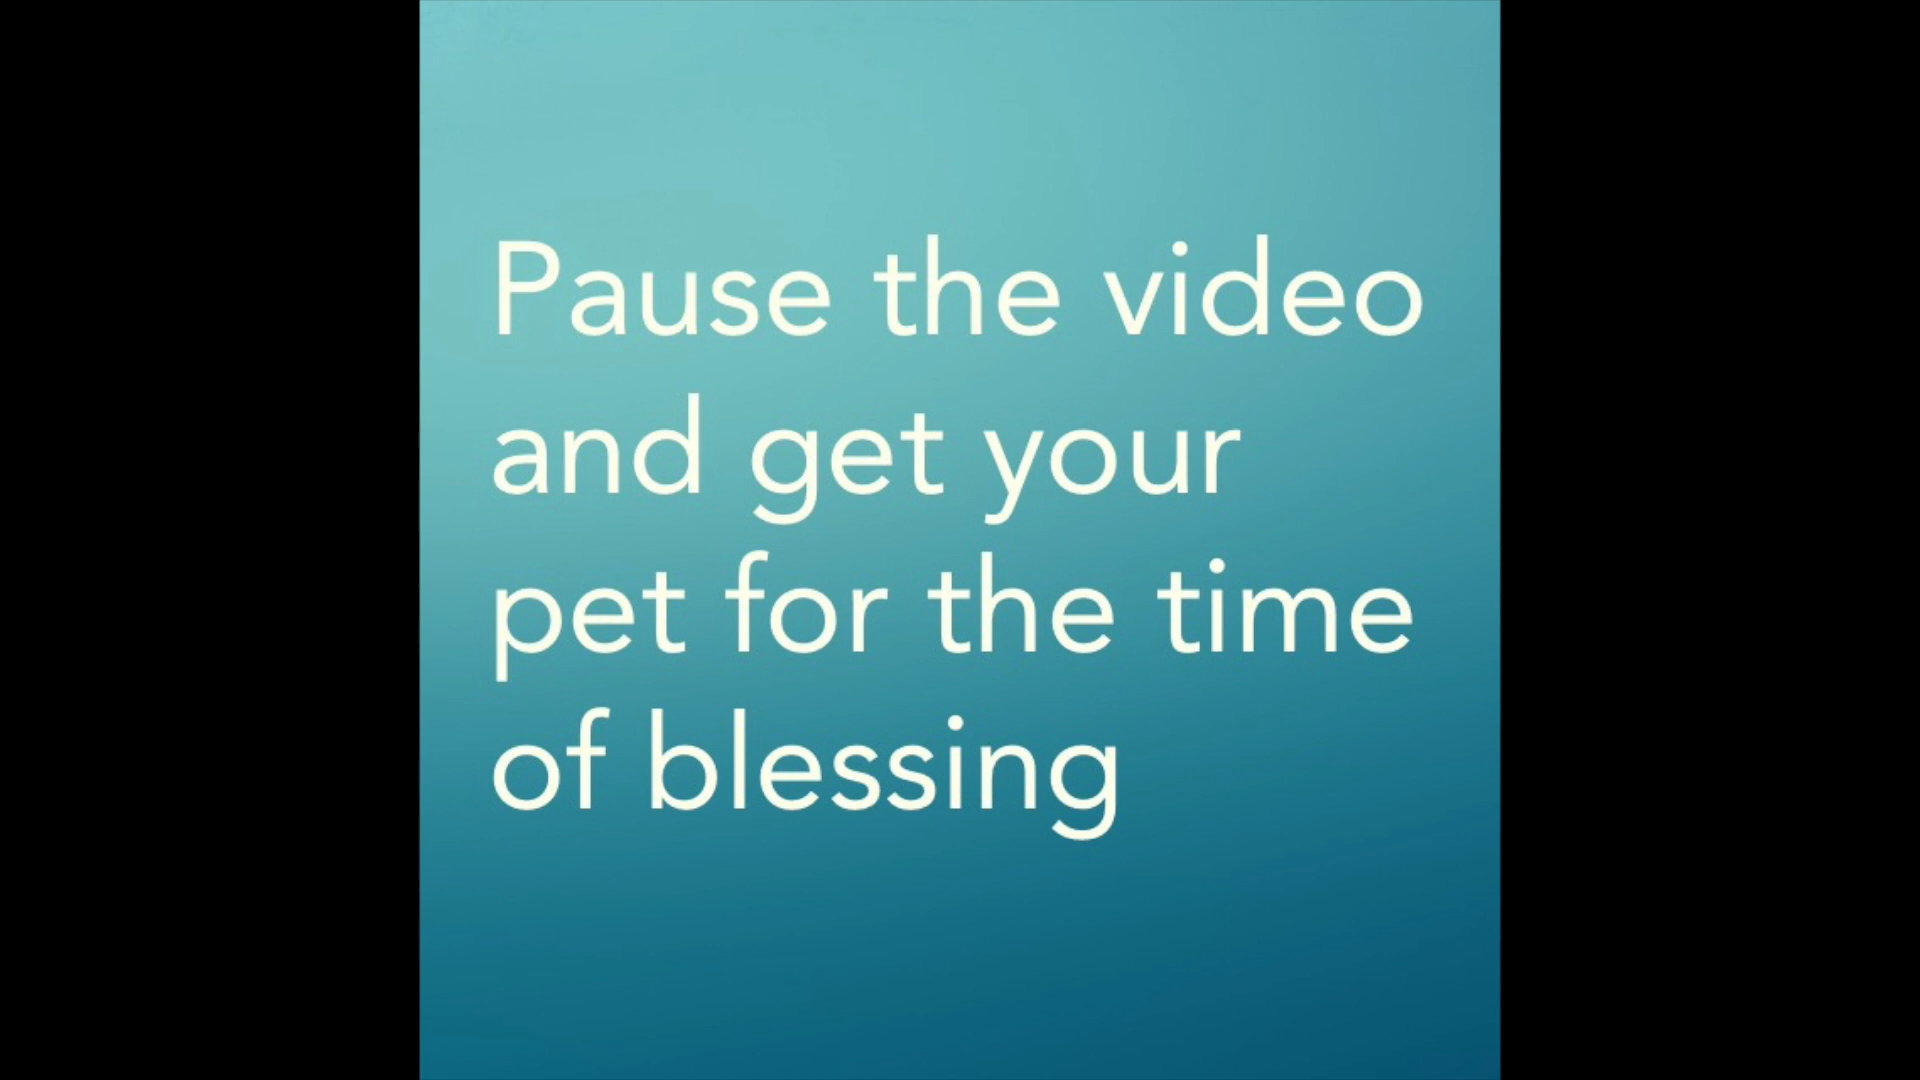 Pause the video
and get your
pet for the time
of blessing